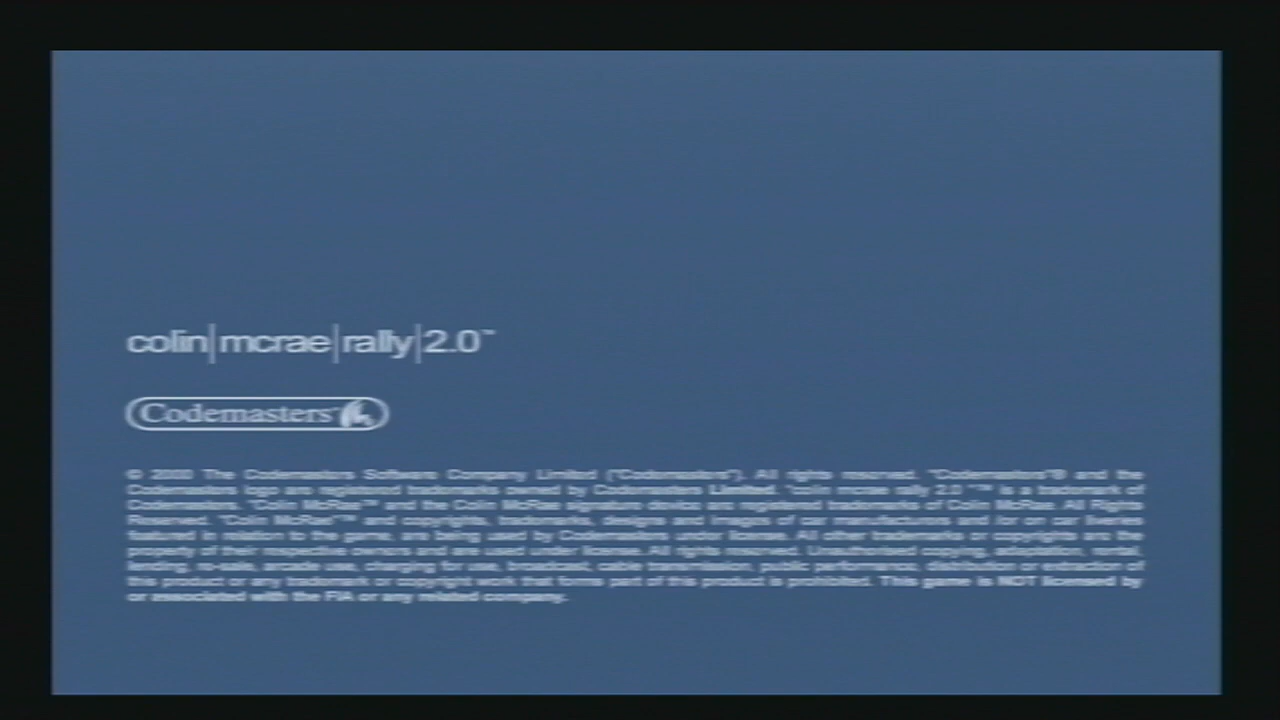 colin|mcrae|rally|2.0™
Codemasters™
© 2000 The Codemasters Software Company Limited ("Codemasters"). All rights reserved. "Codemasters"® and the
Codemasters logo are registered trademarks owned by Codemasters Limited. "colin mcrae rally 2.0 "™ is a trademark of
Codemasters. "Colin McRae"™ and the Colin McRae signature device are registered trademarks of Colin McRae. All Rights
Reserved. "Colin McRae"™ and copyrights, trademarks, designs and images of car manufacturers and /or on car liveries
featured in relation to the game, are being used by Codemasters under license. All other trademarks or copyrights are the
property of their respective owners and are used under license. All rights reserved. Unauthorised copying, adaptation, rental,
lending, re-sale, arcade use, charging for use, broadcast, cable transmission, public performance, distribution or extraction of
this product or any trademark or copyright work that forms part of this product is prohibited. This game is NOT licensed by
or associated with the FIA or any related company.